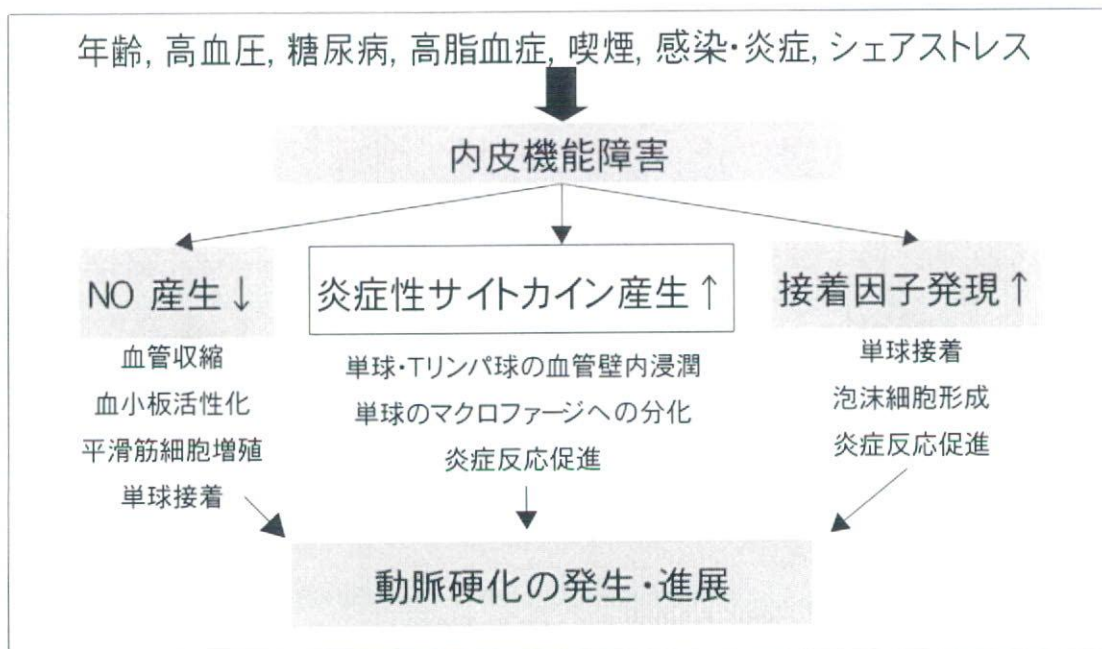 年齢, 高血圧, 糖尿病, 高脂血症, 喫煙, 感染・炎症, シェアストレス
内皮機能障害
NO 産生↓
血管収縮
血小板活性化
平滑筋細胞増殖
単球接着
炎症性サイトカイン産生↑
単球・Tリンパ球の血管壁内浸潤
単球のマクロファージへの分化
炎症反応促進
接着因子発現↑
単球接着
泡沫細胞形成
炎症反応促進
動脈硬化の発生・進展